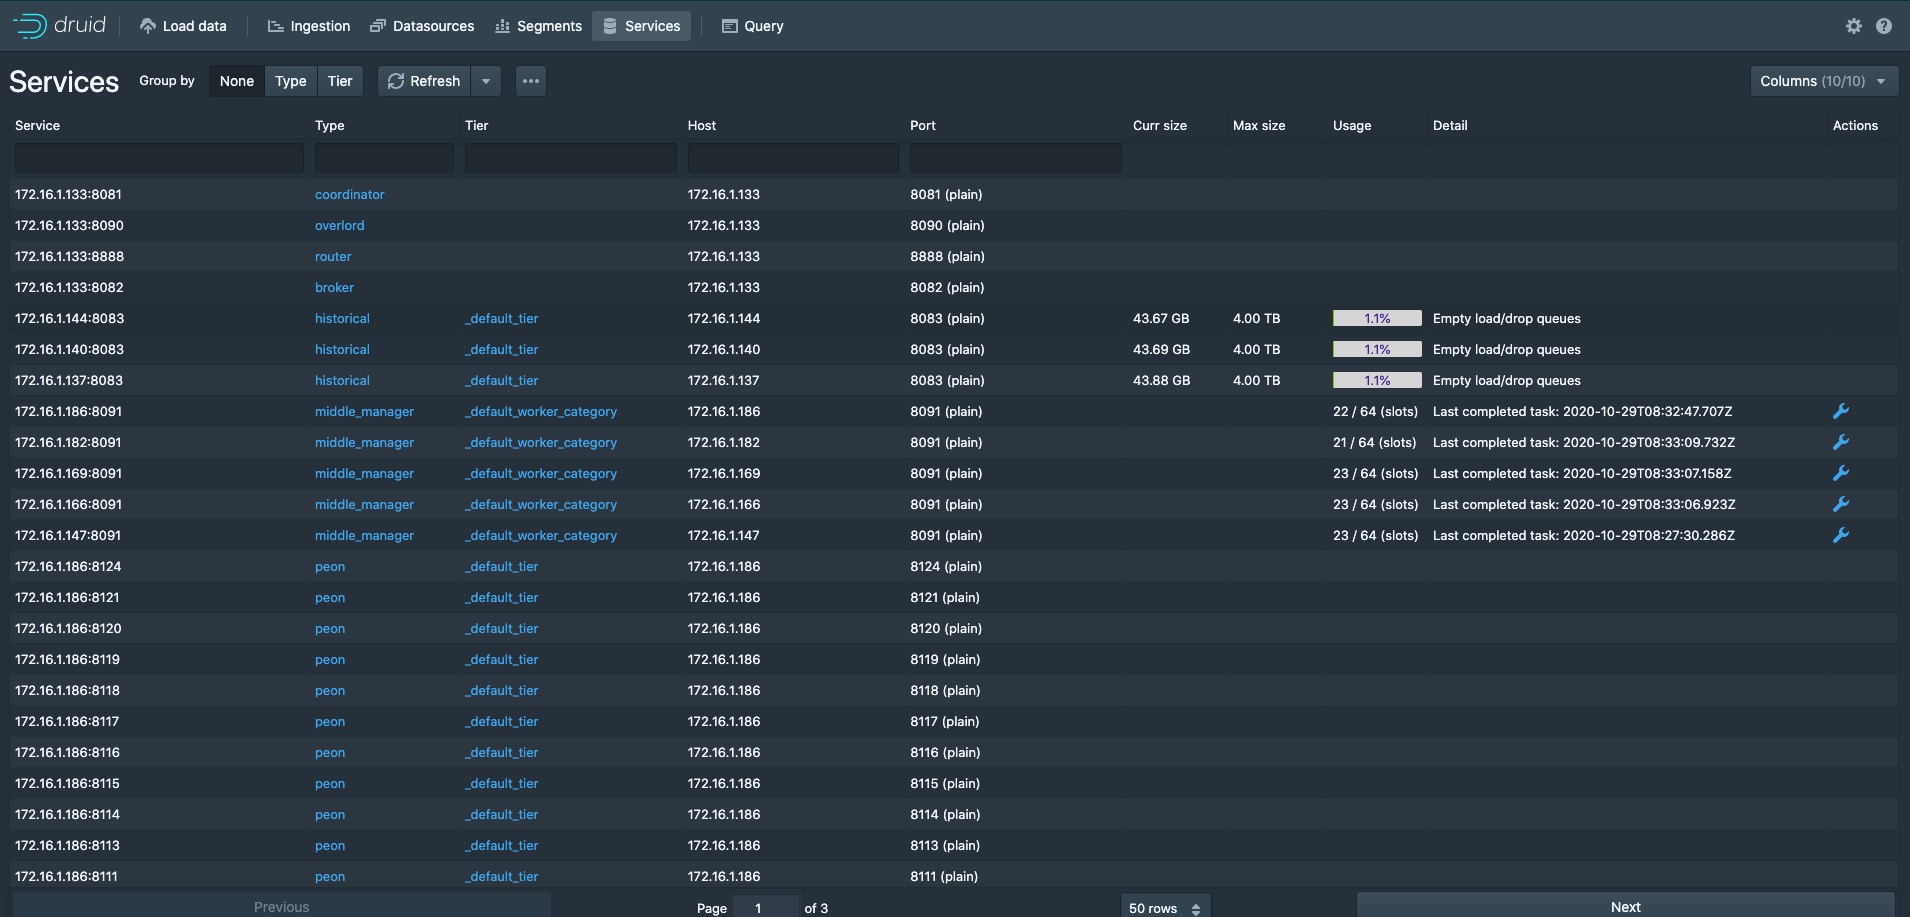 druid Load data Ingestion Datasources Segments Services Query
Services Group by None Type Tier Refresh Columns (10/10)
Service Type Tier Host Port Curr size Max size Usage Detail Actions
172.16.1.133:8081 coordinator 172.16.1.133 8081 (plain)
172.16.1.133:8090 overlord 172.16.1.133 8090 (plain)
172.16.1.133:8888 router 172.16.1.133 8888 (plain)
172.16.1.133:8082 broker 172.16.1.133 8082 (plain)
172.16.1.144:8083 historical _default_tier 172.16.1.144 8083 (plain) 43.67 GB 4.00 TB 1.1% Empty load/drop queues
172.16.1.140:8083 historical _default_tier 172.16.1.140 8083 (plain) 43.69 GB 4.00 TB 1.1% Empty load/drop queues
172.16.1.137:8083 historical _default_tier 172.16.1.137 8083 (plain) 43.88 GB 4.00 TB 1.1% Empty load/drop queues
172.16.1.186:8091 middle_manager _default_worker_category 172.16.1.186 8091 (plain) 22 / 64 (slots) Last completed task: 2020-10-29T08:32:47.707Z
172.16.1.182:8091 middle_manager _default_worker_category 172.16.1.182 8091 (plain) 21 / 64 (slots) Last completed task: 2020-10-29T08:33:09.732Z
172.16.1.169:8091 middle_manager _default_worker_category 172.16.1.169 8091 (plain) 23 / 64 (slots) Last completed task: 2020-10-29T08:33:07.158Z
172.16.1.166:8091 middle_manager _default_worker_category 172.16.1.166 8091 (plain) 23 / 64 (slots) Last completed task: 2020-10-29T08:33:06.923Z
172.16.1.147:8091 middle_manager _default_worker_category 172.16.1.147 8091 (plain) 23 / 64 (slots) Last completed task: 2020-10-29T08:27:30.286Z
172.16.1.186:8124 peon _default_tier 172.16.1.186 8124 (plain)
172.16.1.186:8121 peon _default_tier 172.16.1.186 8121 (plain)
172.16.1.186:8120 peon _default_tier 172.16.1.186 8120 (plain)
172.16.1.186:8119 peon _default_tier 172.16.1.186 8119 (plain)
172.16.1.186:8118 peon _default_tier 172.16.1.186 8118 (plain)
172.16.1.186:8117 peon _default_tier 172.16.1.186 8117 (plain)
172.16.1.186:8116 peon _default_tier 172.16.1.186 8116 (plain)
172.16.1.186:8115 peon _default_tier 172.16.1.186 8115 (plain)
172.16.1.186:8114 peon _default_tier 172.16.1.186 8114 (plain)
172.16.1.186:8113 peon _default_tier 172.16.1.186 8113 (plain)
172.16.1.186:8111 peon _default_tier 172.16.1.186 8111 (plain)
Previous Page 1 of 3 50 rows Next